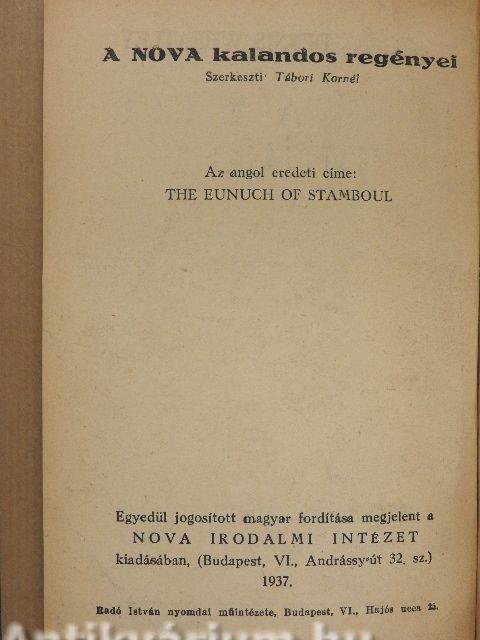 A NOVA kalandos regényei
Szerkeszti Tábori Kornél
Az angol eredeti címe:
THE EUNUCH OF STAMBOUL
Egyedül jogosított magyar fordítása megjelent a
NOVA IRODALMI INTÉZET
kiadásában, (Budapest, VI., Andrássy-út 32. sz.)
1937.
Radó István nyomdai műintézete, Budapest, VI., Hajós ucca 25.
Antikvárium.hu